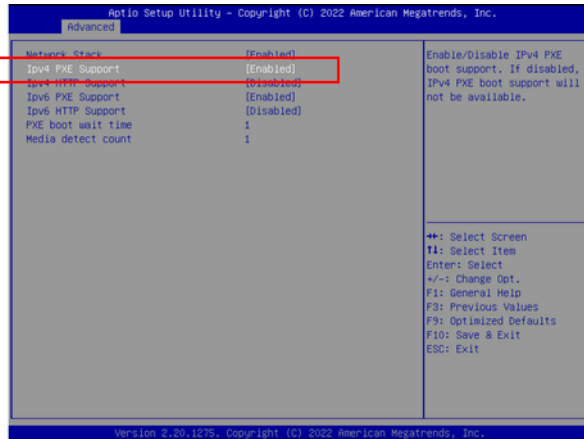 Aptio Setup Utility – Copyright (C) 2022 American Megatrends, Inc.
Advanced
Network Stack [Enabled]
Ipv4 PXE Support [Enabled]
Ipv4 HTTP Support [Disabled]
Ipv6 PXE Support [Enabled]
Ipv6 HTTP Support [Disabled]
PXE boot wait time 1
Media detect count 1
Enable/Disable IPv4 PXE
boot support. If disabled,
IPv4 PXE boot support will
not be available.
→←: Select Screen
↑↓: Select Item
Enter: Select
+/-: Change Opt.
F1: General Help
F3: Previous Values
F9: Optimized Defaults
F10: Save & Exit
ESC: Exit
Version 2.20.1275. Copyright (C) 2022 American Megatrends, Inc.